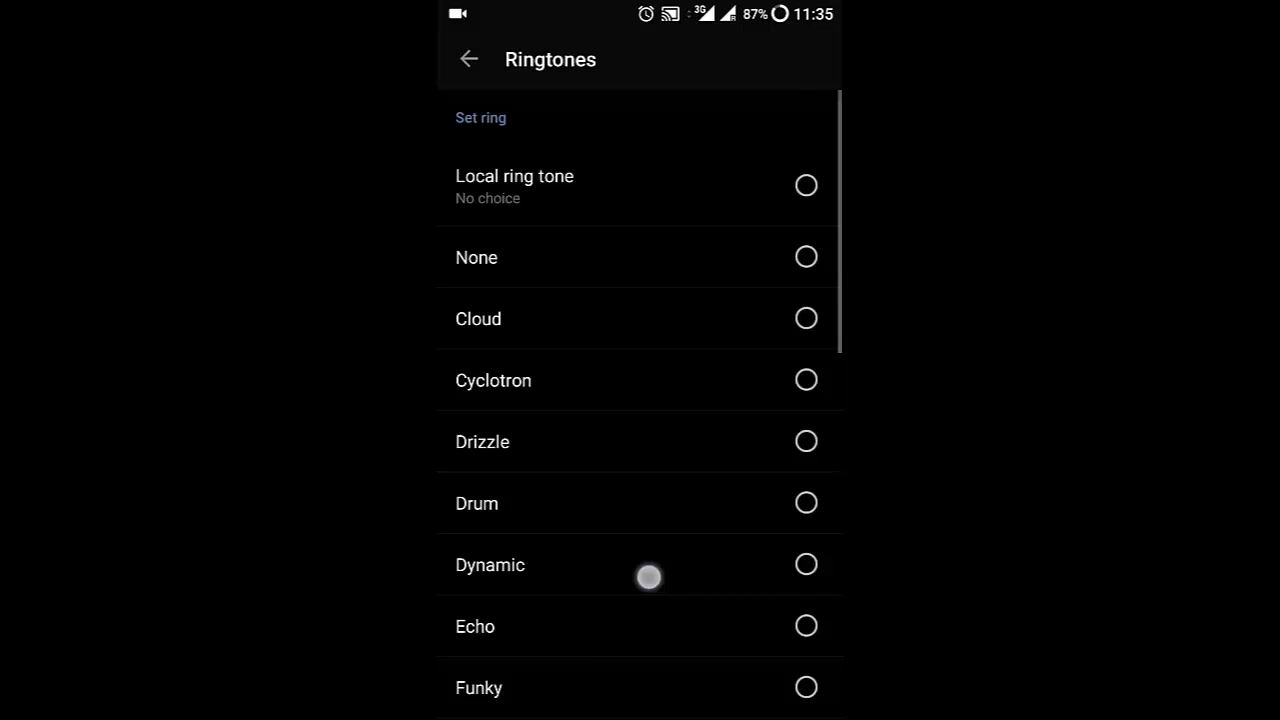 3G 87% 11:35
Ringtones
Set ring
Local ring tone
No choice
None
Cloud
Cyclotron
Drizzle
Drum
Dynamic
Echo
Funky